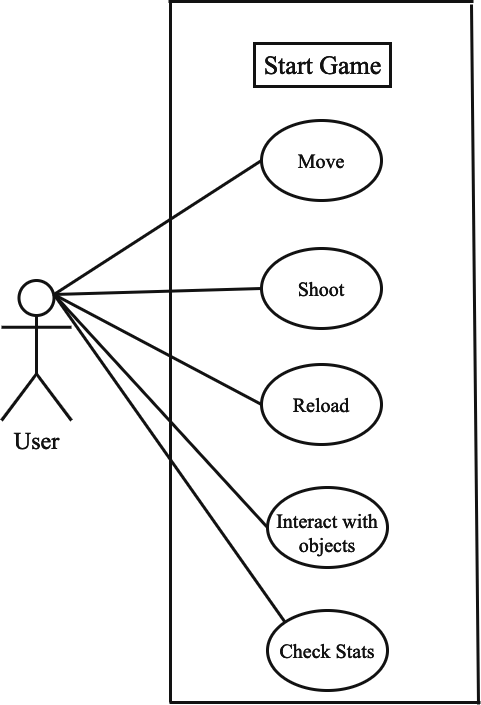 Start Game
Move
Shoot
Reload
User
Interact with
objects
Check Stats